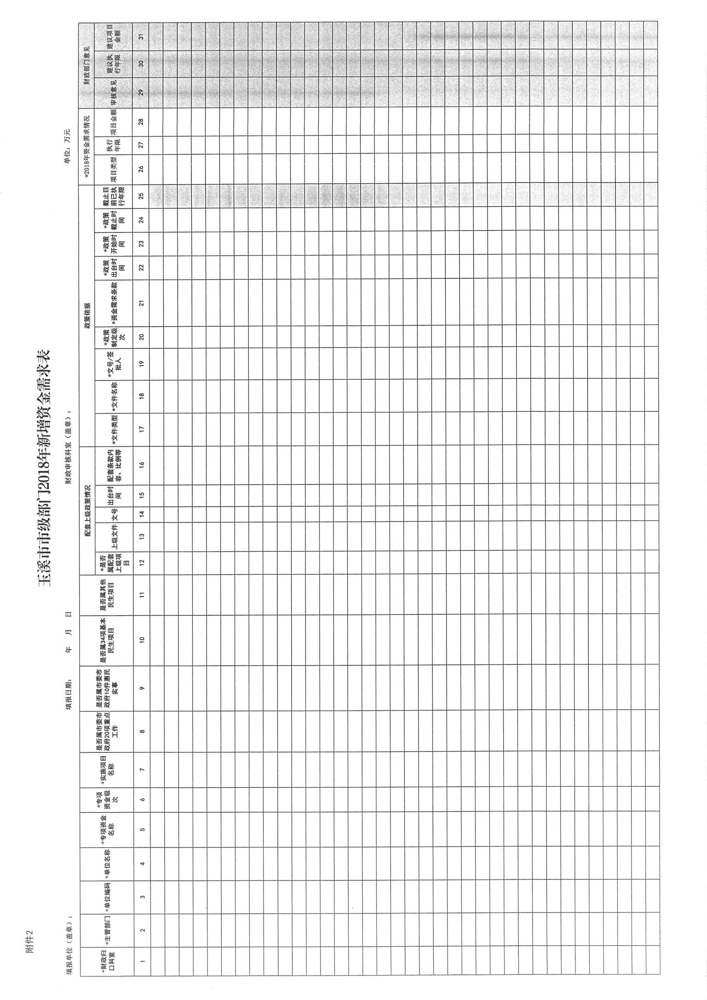 附件2
玉溪市市级部门2018年新增资金需求表
填报单位（盖章）： 填报日期： 年 月 日 财政审核科室（盖章）： 单位：万元
配套上级政策情况 政策依据 *2018年资金需求情况 财政部门意见
*财政归
口科室
*主管部门
*单位编码
*单位名称
*专项资金
名称
*专项
资金级
次
*实施项目
名称
是否属市委市
政府20项重点
工作
是否属市委市
政府10件惠民
实事
是否属34项基本
民生项目
是否属其他
民生项目
*是否
属配套
上级项
目
上级文件
文号
出台时
间
配套条款内
容、比例等
*文件类型
*文件名称
*文号/签
批人
*政策
制定级
次
*资金需求条款
*政策
出台时
间
*政策
开始时
间
*政策
截止时
间
截止目
前已执
行年限
项目类型
执行
年限
项目金额
审核意见
建议执
行年限
建议项目
金额
1 2 3 4 5 6 7 8 9 10 11 12 13 14 15 16 17 18 19 20 21 22 23 24 25 26 27 28 29 30 31